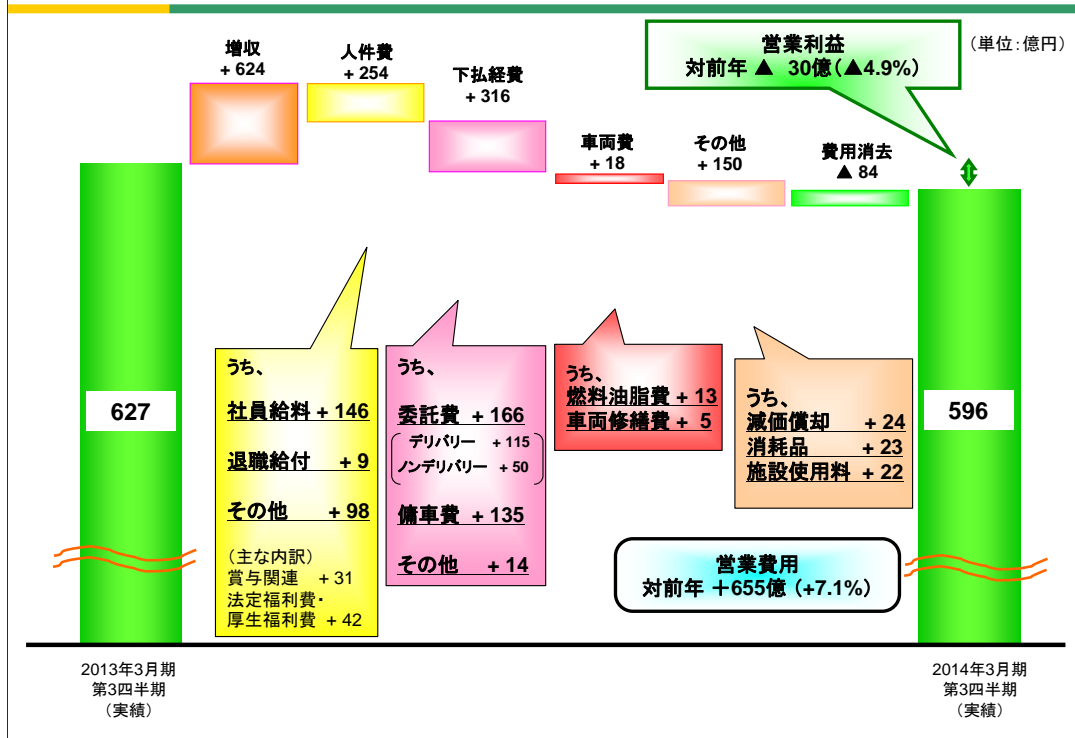 (単位:億円)
営業利益
対前年 ▲ 30億(▲4.9%)
増収
+ 624
人件費
+ 254
下払経費
+ 316
車両費
+ 18
その他
+ 150
費用消去
▲ 84
627
うち、
社員給料 + 146
退職給付 + 9
その他 + 98
(主な内訳)
賞与関連 + 31
法定福利費・
厚生福利費 + 42
うち、
委託費 + 166
デリバリー + 115
ノンデリバリー + 50
傭車費 + 135
その他 + 14
うち、
燃料油脂費 + 13
車両修繕費 + 5
うち、
減価償却 + 24
消耗品 + 23
施設使用料 + 22
596
営業費用
対前年 +655億 (+7.1%)
2013年3月期
第3四半期
(実績)
2014年3月期
第3四半期
(実績)